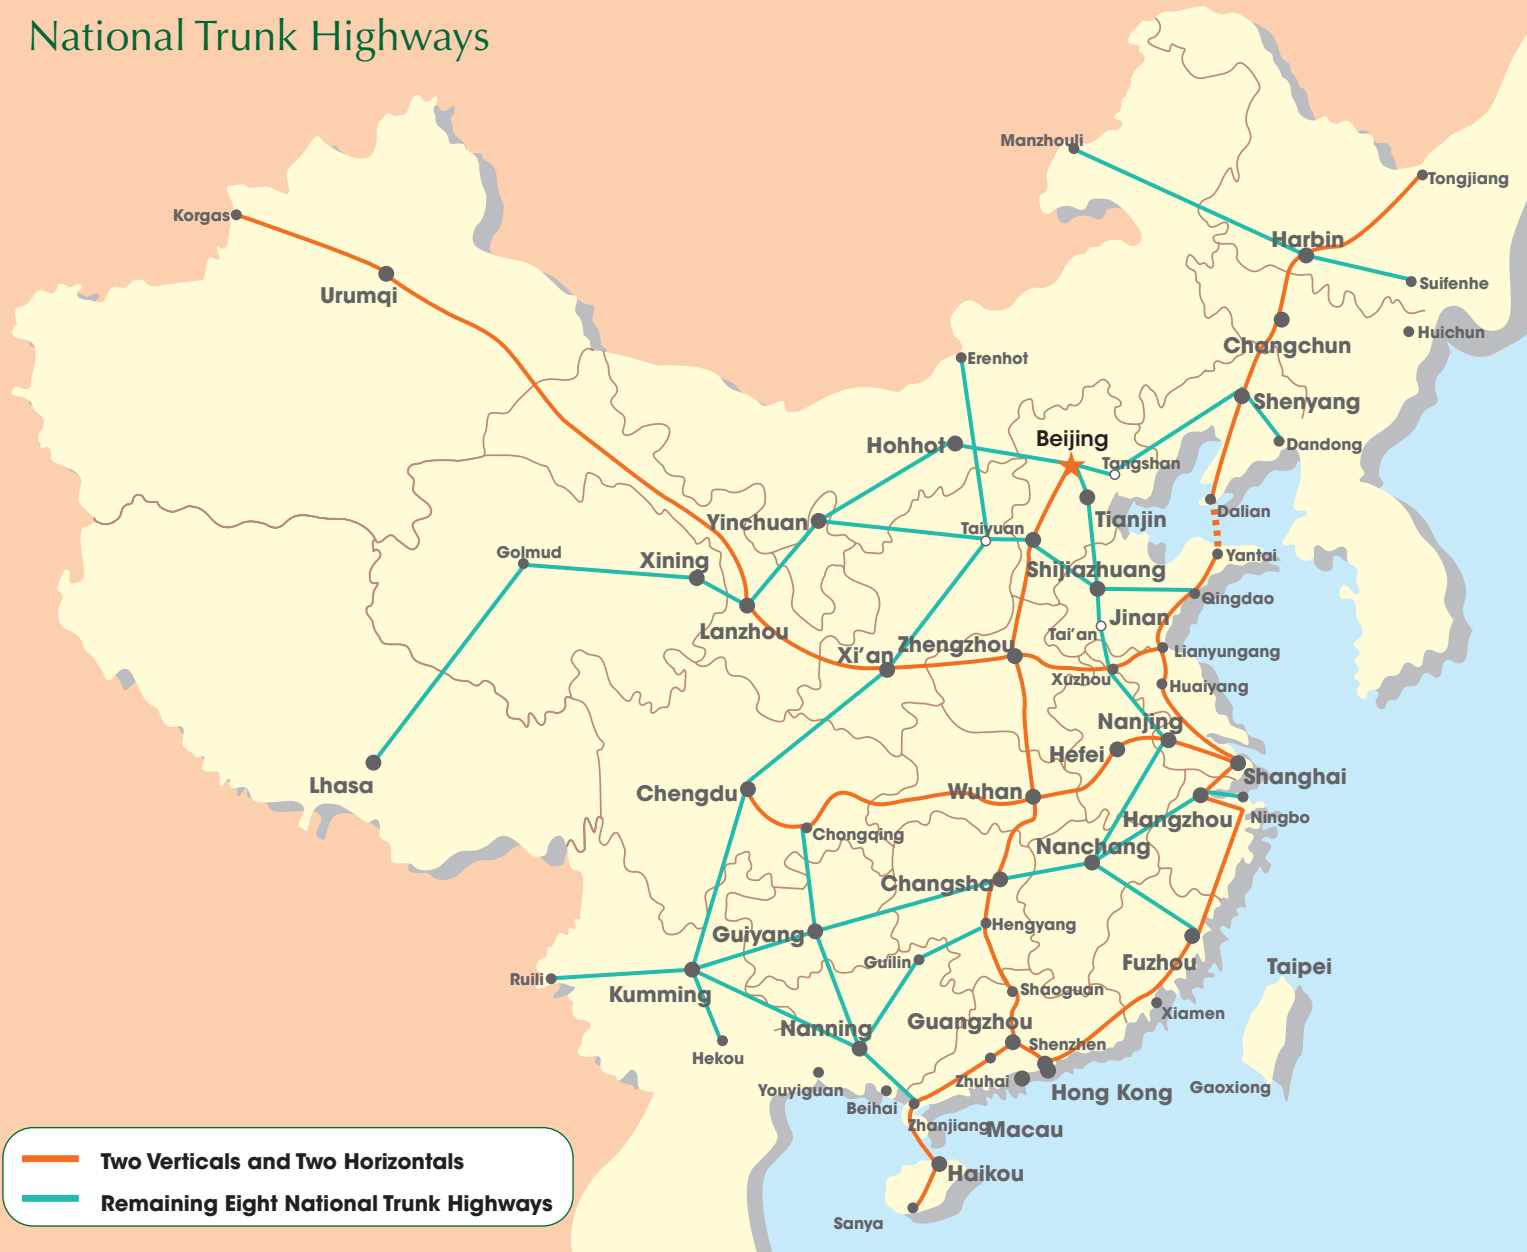 National Trunk Highways
Manzhouli
Tongjiang
Korgas
Harbin
Suifenhe
Urumqi
Huichun
Changchun
Erenhot
Shenyang
Beijing
Hohhot
Dandong
Tangshan
Dalian
Yinchuan
Tianjin
Taiyuan
Golmud
Yantai
Xining
Shijiazhuang
Qingdao
Jinan
Lanzhou
Tai’an
Zhengzhou
Xi’an
Lianyungang
Xuzhou
Huaiyang
Nanjing
Hefei
Lhasa
Shanghai
Chengdu
Wuhan
Hangzhou
Ningbo
Chongqing
Nanchang
Changsha
Hengyang
Guiyang
Guilin
Fuzhou
Taipei
Ruili
Kumming
Shaoguan
Xiamen
Guangzhou
Nanning
Shenzhen
Hekou
Zhuhai
Youyiguan
Hong Kong
Gaoxiong
Beihai
Zhanjiang
Macau
Haikou
Sanya
Two Verticals and Two Horizontals
Remaining Eight National Trunk Highways